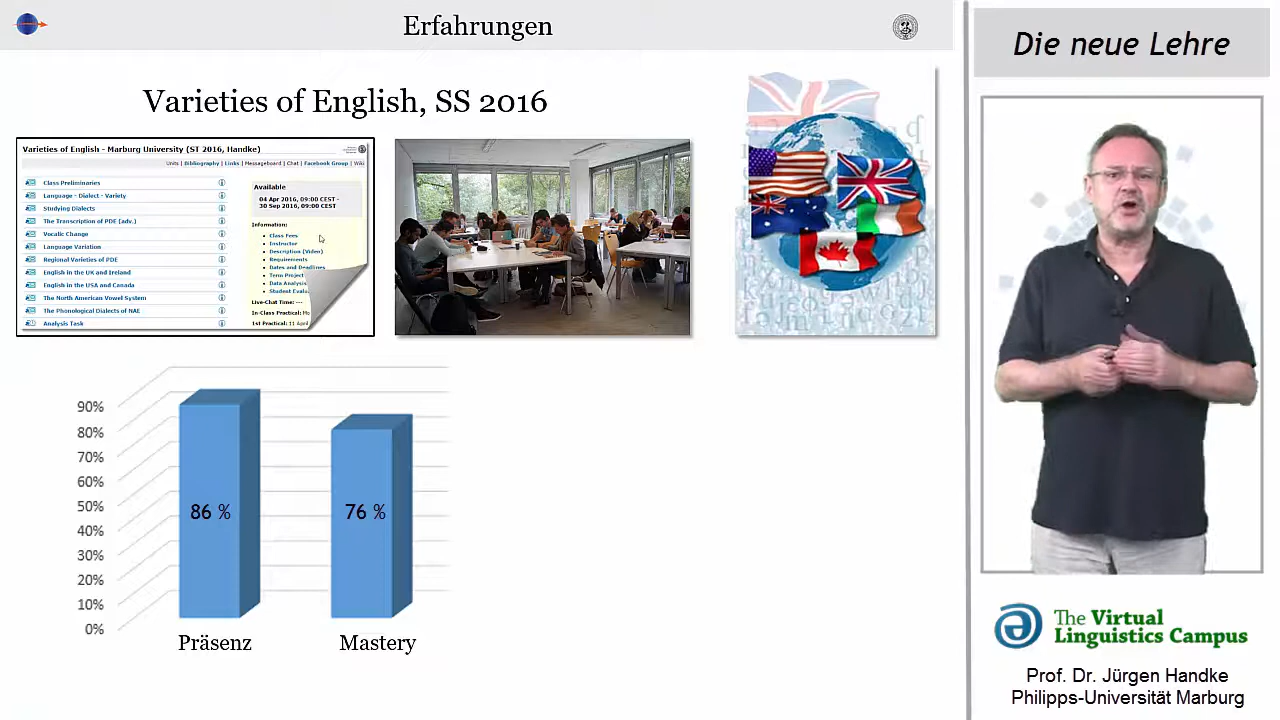 Erfahrungen
Die neue Lehre
Varieties of English, SS 2016
Varieties of English - Marburg University (ST 2016, Handke)
Units | Bibliography | Links | Messageboard | Chat | Facebook Group | Wiki
Class Preliminaries
Language - Dialect - Variety
Studying Dialects
The Transcription of PDE (adv.)
Vocalic Change
Language Variation
Regional Varieties of PDE
English in the UK and Ireland
English in the USA and Canada
The North American Vowel System
The Phonological Dialects of NAE
Analysis Task
Available
04 Apr 2016, 09:00 CEST -
30 Sep 2016, 09:00 CEST
Information:
Class Fees
Instructor
Description (Video)
Requirements
Dates and Deadlines
Term Project
Data Analysis
Student
Live-Chat Time: ---
In-Class Practical:
1st Practical: 11 April
90%
80%
70%
60%
50%
40%
30%
20%
10%
0%
86 %
76 %
Präsenz
Mastery
The Virtual
Linguistics Campus
Prof. Dr. Jürgen Handke
Philipps-Universität Marburg